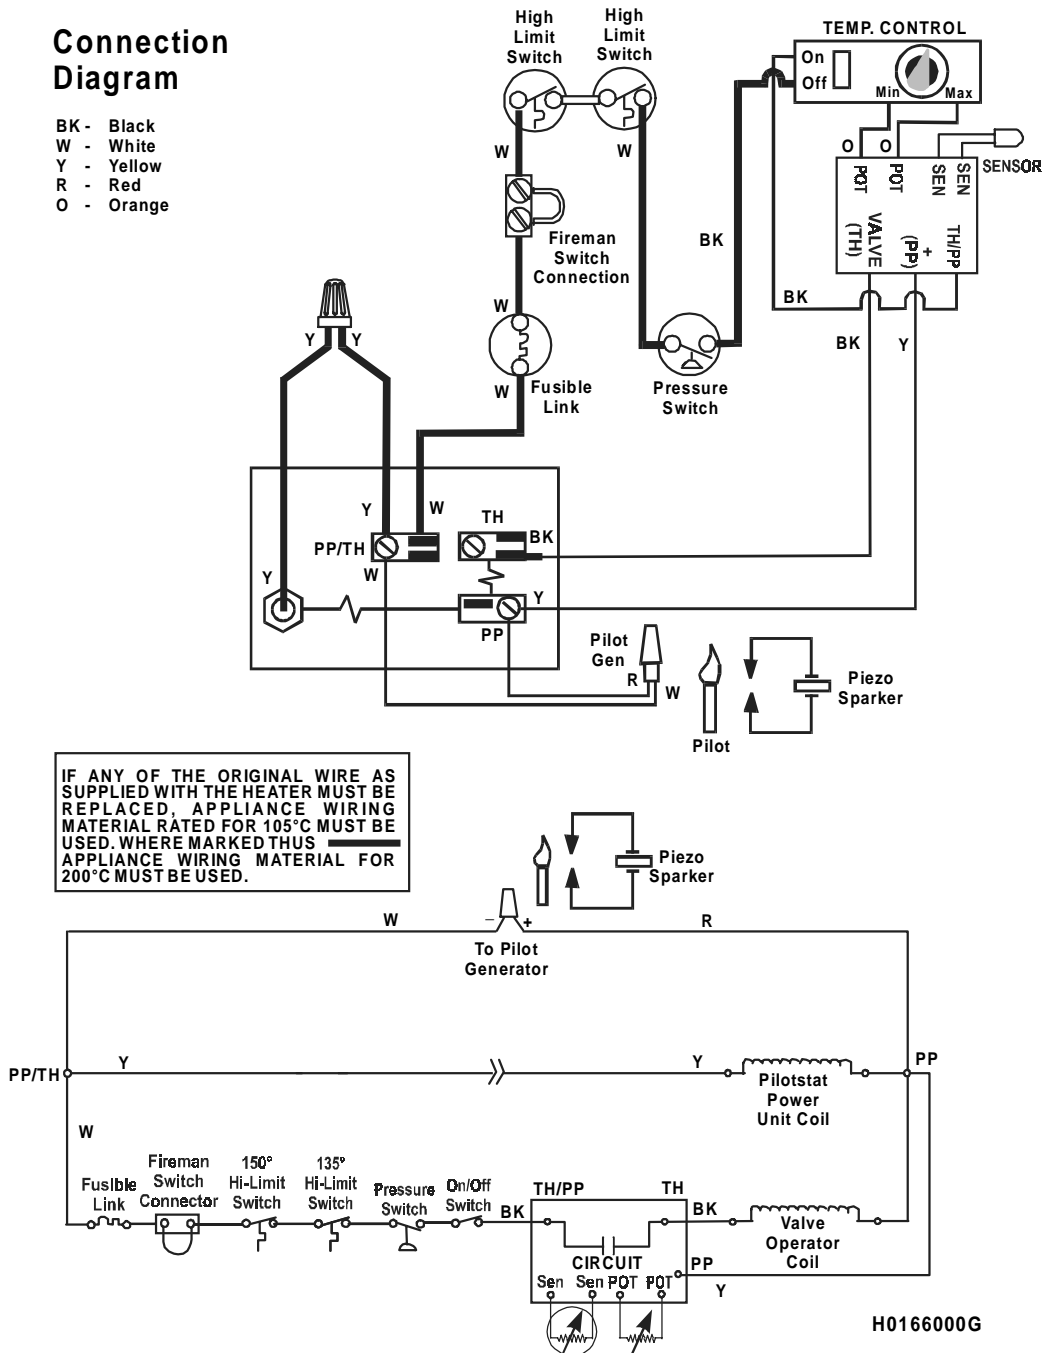 Connection
Diagram
BK - Black
W - White
Y - Yellow
R - Red
O - Orange
High
Limit
Switch
High
Limit
Switch
TEMP. CONTROL
On
Off
Min
Max
W
W
O
O
SENSOR
POT
POT
SEN
SEN
VALVE
(TH)
(PP)
+
TH/PP
Fireman
Switch
Connection
BK
BK
BK
Y
W
W
Fusible
Link
Pressure
Switch
Y
Y
Y
W
TH
BK
PP/TH
W
Y
Y
PP
Pilot
Gen
R
W
Pilot
Piezo
Sparker
IF ANY OF THE ORIGINAL WIRE AS
SUPPLIED WITH THE HEATER MUST BE
REPLACED, APPLIANCE WIRING
MATERIAL RATED FOR 105°C MUST BE
USED. WHERE MARKED THUS
APPLIANCE WIRING MATERIAL FOR
200°C MUST BE USED.
Piezo
Sparker
W
– +
R
To Pilot
Generator
PP/TH
Y
Y
PP
Pilotstat
Power
Unit Coil
W
Fusible
Link
Fireman
Switch
Connector
150°
Hi-Limit
Switch
135°
Hi-Limit
Switch
Pressure
Switch
On/Off
Switch
BK
TH/PP
TH
BK
Valve
Operator
Coil
CIRCUIT
PP
Y
Sen Sen POT POT
H0166000G